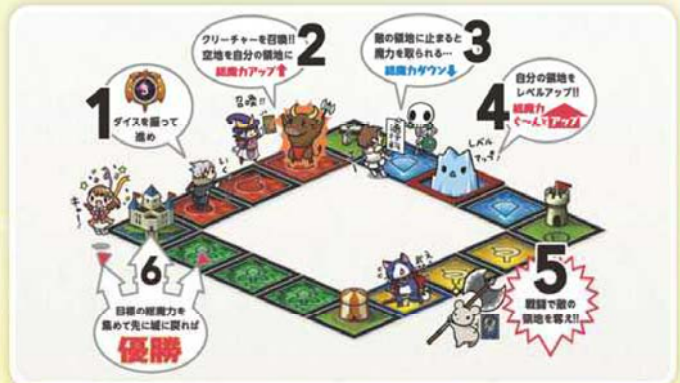 1
ダイスを振って
進め
2
クリーチャーを召喚!!
空地を自分の領地に
総魔力アップ
召喚!!
3
敵の領地に止まると
魔力を取られる…
総魔力ダウン
4
自分の領地を
レベルアップ!!
総魔力
ぐ〜んとアップ
レベル
アップ!
5
戦闘で敵の
領地を奪え!!
6
目標の総魔力を
集めて先に城に戻れば
優勝
キャー